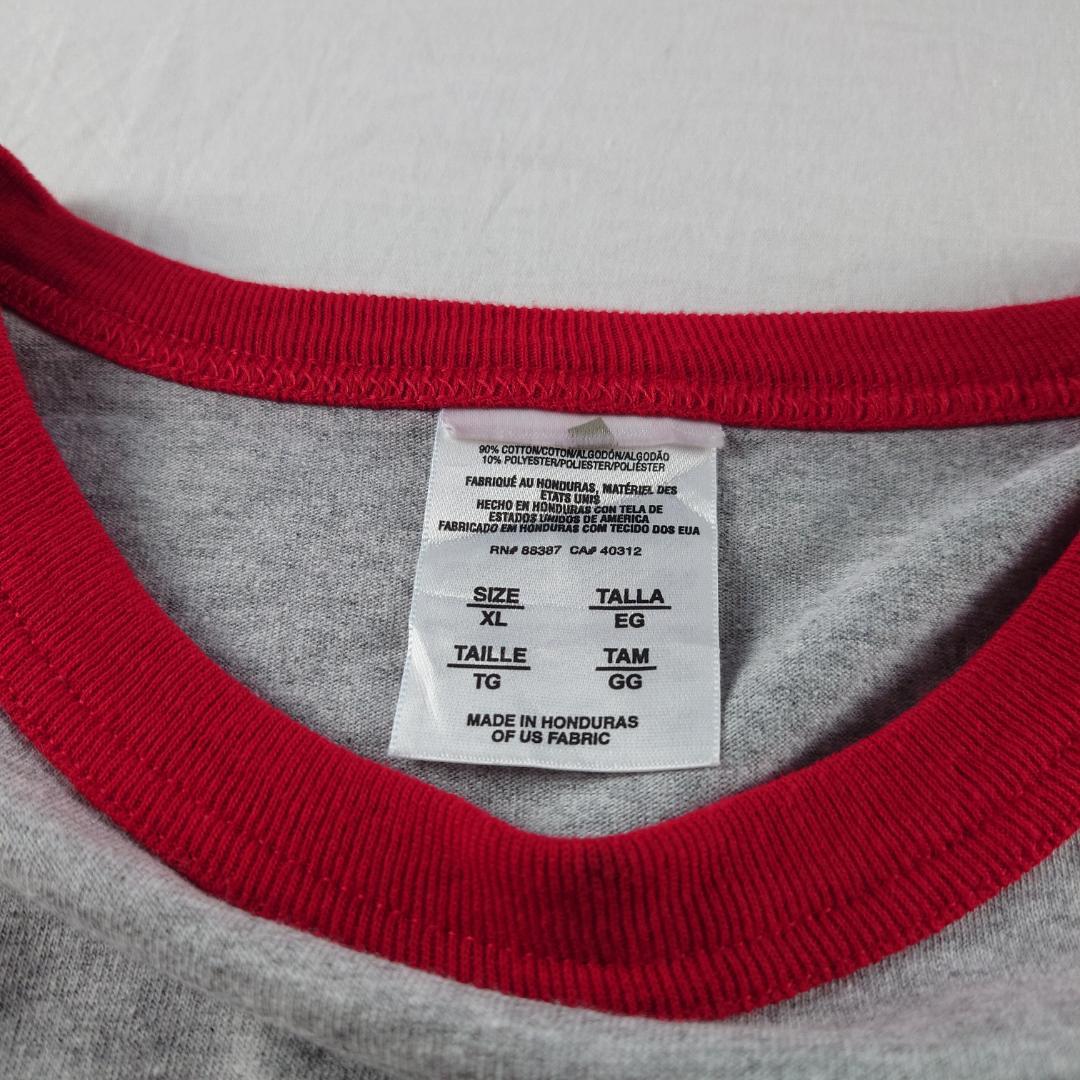 90% COTTON/COTON/ALGODÓN/ALGODÃO
10% POLYESTER/POLIESTER/POLIÉSTER
FABRIQUÉ AU HONDURAS, MATÉRIEL DES
ETATS UNIS
HECHO EN HONDURAS CON TELA DE
ESTADOS UNIDOS DE AMERICA
FABRICADO EM HONDURAS COM TECIDO DOS EUA
RN# 88387 CA# 40312
SIZE TALLA
XL EG
TAILLE TAM
TG GG
MADE IN HONDURAS
OF US FABRIC